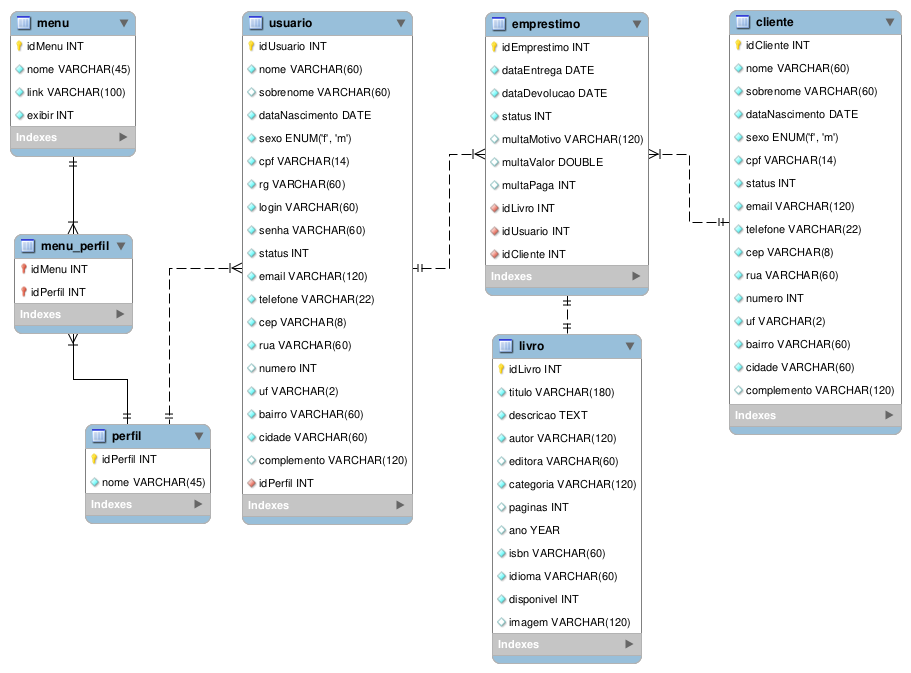 menu
idMenu INT
nome VARCHAR(45)
link VARCHAR(100)
exibir INT
Indexes
menu_perfil
idMenu INT
idPerfil INT
Indexes
perfil
idPerfil INT
nome VARCHAR(45)
Indexes
usuario
idUsuario INT
nome VARCHAR(60)
sobrenome VARCHAR(60)
dataNascimento DATE
sexo ENUM('f', 'm')
cpf VARCHAR(14)
rg VARCHAR(60)
login VARCHAR(60)
senha VARCHAR(60)
status INT
email VARCHAR(120)
telefone VARCHAR(22)
cep VARCHAR(8)
rua VARCHAR(60)
numero INT
uf VARCHAR(2)
bairro VARCHAR(60)
cidade VARCHAR(60)
complemento VARCHAR(120)
idPerfil INT
Indexes
emprestimo
idEmprestimo INT
dataEntrega DATE
dataDevolucao DATE
status INT
multaMotivo VARCHAR(120)
multaValor DOUBLE
multaPaga INT
idLivro INT
idUsuario INT
idCliente INT
Indexes
livro
idLivro INT
titulo VARCHAR(180)
descricao TEXT
autor VARCHAR(120)
editora VARCHAR(60)
categoria VARCHAR(120)
paginas INT
ano YEAR
isbn VARCHAR(60)
idioma VARCHAR(60)
disponivel INT
imagem VARCHAR(120)
Indexes
cliente
idCliente INT
nome VARCHAR(60)
sobrenome VARCHAR(60)
dataNascimento DATE
sexo ENUM('f', 'm')
cpf VARCHAR(14)
status INT
email VARCHAR(120)
telefone VARCHAR(22)
cep VARCHAR(8)
rua VARCHAR(60)
numero INT
uf VARCHAR(2)
bairro VARCHAR(60)
cidade VARCHAR(60)
complemento VARCHAR(120)
Indexes